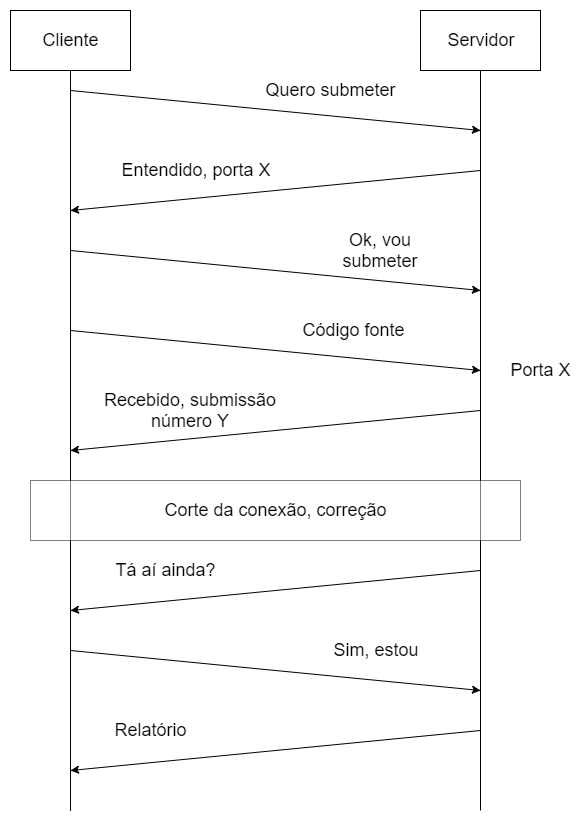 Cliente
Servidor
Quero submeter
Entendido, porta X
Ok, vou
submeter
Código fonte
Porta X
Recebido, submissão
número Y
Corte da conexão, correção
Tá aí ainda?
Sim, estou
Relatório